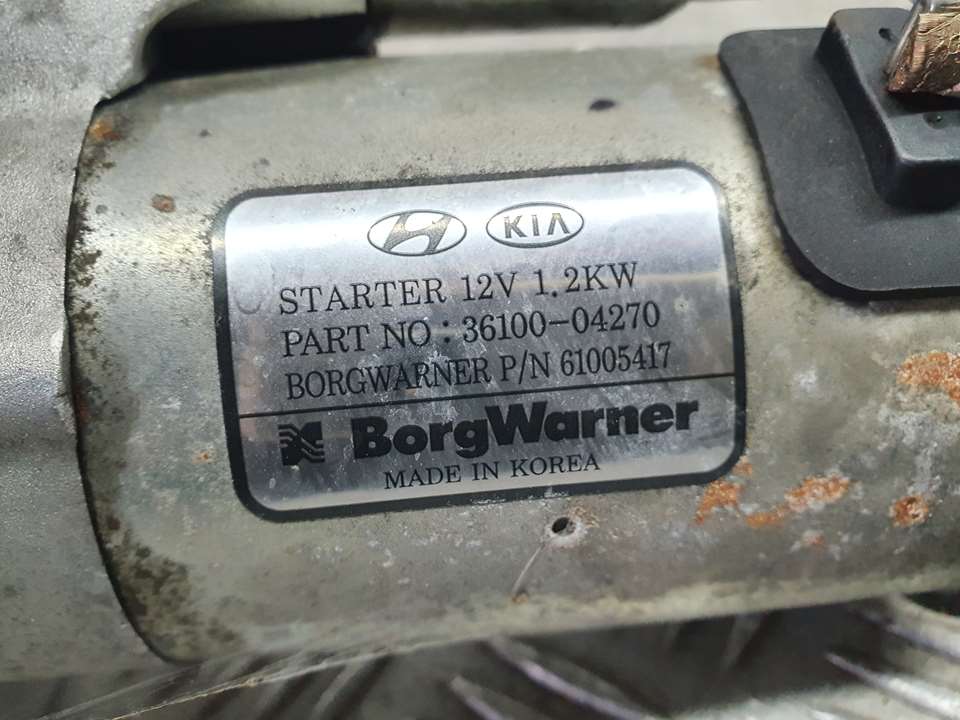 KIA
STARTER 12V 1.2KW
PART NO : 36100-04270
BORGWARNER P/N 61005417
BorgWarner
MADE IN KOREA